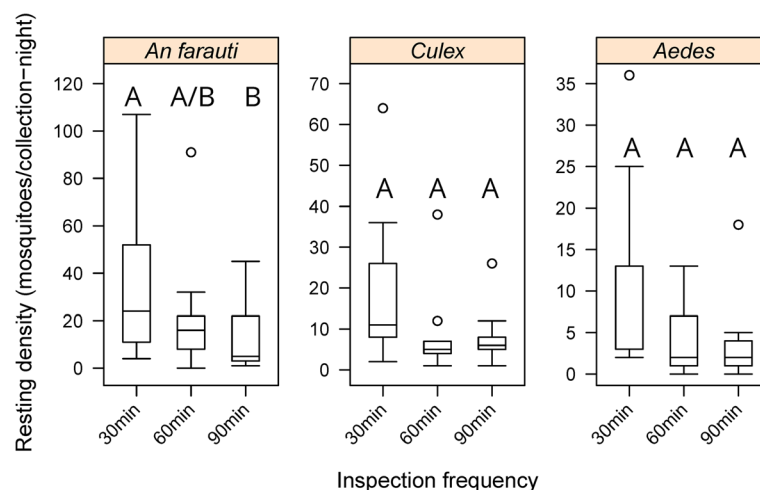 Resting density (mosquitoes/collection−night)
An farauti
120
100
80
60
40
20
0
A A/B B
30min 60min 90min
Culex
70
60
50
40
30
20
10
0
A A A
30min 60min 90min
Aedes
35
30
25
20
15
10
5
0
A A A
30min 60min 90min
Inspection frequency